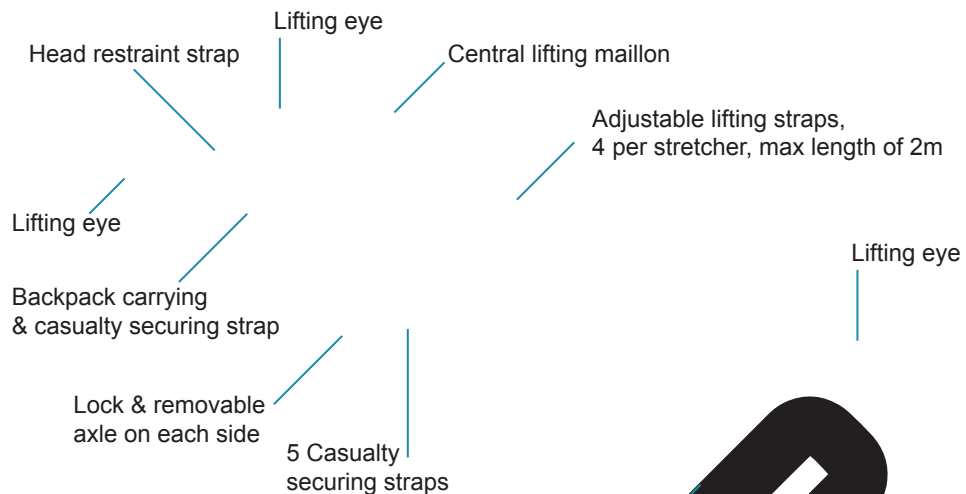 Lifting eye
Head restraint strap
Central lifting maillon
Adjustable lifting straps,
4 per stretcher, max length of 2m
Lifting eye
Lifting eye
Backpack carrying
& casualty securing strap
Lock & removable
axle on each side
5 Casualty
securing straps